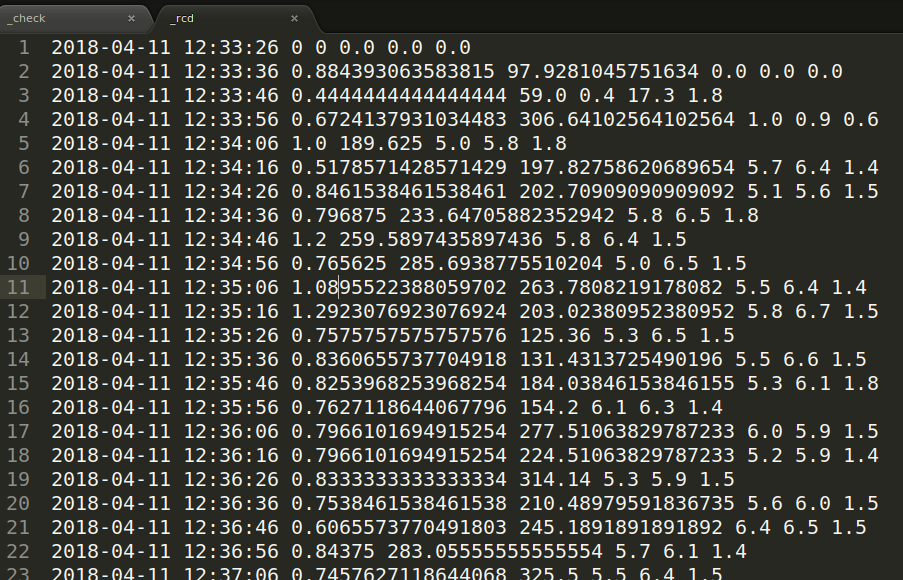 _check × _rcd ×
1 2018-04-11 12:33:26 0 0 0.0 0.0 0.0
2 2018-04-11 12:33:36 0.884393063583815 97.9281045751634 0.0 0.0 0.0
3 2018-04-11 12:33:46 0.4444444444444444 59.0 0.4 17.3 1.8
4 2018-04-11 12:33:56 0.6724137931034483 306.64102564102564 1.0 0.9 0.6
5 2018-04-11 12:34:06 1.0 189.625 5.0 5.8 1.8
6 2018-04-11 12:34:16 0.5178571428571429 197.82758620689654 5.7 6.4 1.4
7 2018-04-11 12:34:26 0.8461538461538461 202.70909090909092 5.1 5.6 1.5
8 2018-04-11 12:34:36 0.796875 233.64705882352942 5.8 6.5 1.8
9 2018-04-11 12:34:46 1.2 259.5897435897436 5.8 6.4 1.5
10 2018-04-11 12:34:56 0.765625 285.6938775510204 5.0 6.5 1.5
11 2018-04-11 12:35:06 1.0895522388059702 263.7808219178082 5.5 6.4 1.4
12 2018-04-11 12:35:16 1.2923076923076924 203.02380952380952 5.8 6.7 1.5
13 2018-04-11 12:35:26 0.7575757575757576 125.36 5.3 6.5 1.5
14 2018-04-11 12:35:36 0.8360655737704918 131.4313725490196 5.5 6.6 1.5
15 2018-04-11 12:35:46 0.8253968253968254 184.03846153846155 5.3 6.1 1.8
16 2018-04-11 12:35:56 0.7627118644067796 154.2 6.1 6.3 1.4
17 2018-04-11 12:36:06 0.7966101694915254 277.51063829787233 6.0 5.9 1.5
18 2018-04-11 12:36:16 0.7966101694915254 224.51063829787233 5.2 5.9 1.4
19 2018-04-11 12:36:26 0.8333333333333334 314.14 5.3 5.9 1.5
20 2018-04-11 12:36:36 0.7538461538461538 210.48979591836735 5.6 6.0 1.5
21 2018-04-11 12:36:46 0.6065573770491803 245.1891891891892 6.4 6.5 1.5
22 2018-04-11 12:36:56 0.84375 283.05555555555554 5.7 6.1 1.4
23 2018-04-11 12:37:06 0.7457627118644068 325.5 5.5 6.4 1.5